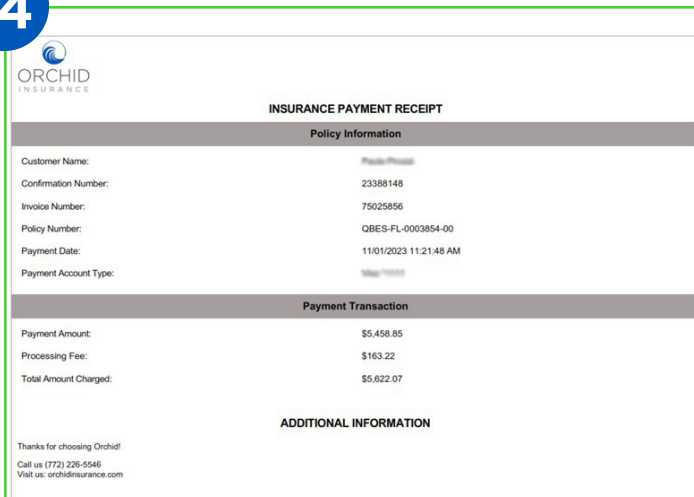 4
ORCHID
INSURANCE
INSURANCE PAYMENT RECEIPT
Policy Information
Customer Name:
Confirmation Number: 23388148
Invoice Number: 75025856
Policy Number: QBES-FL-0003854-00
Payment Date: 11/01/2023 11:21:48 AM
Payment Account Type:
Payment Transaction
Payment Amount: $5,458.85
Processing Fee: $163.22
Total Amount Charged: $5,622.07
ADDITIONAL INFORMATION
Thanks for choosing Orchid!
Call us (772) 226-5546
Visit us: orchidinsurance.com